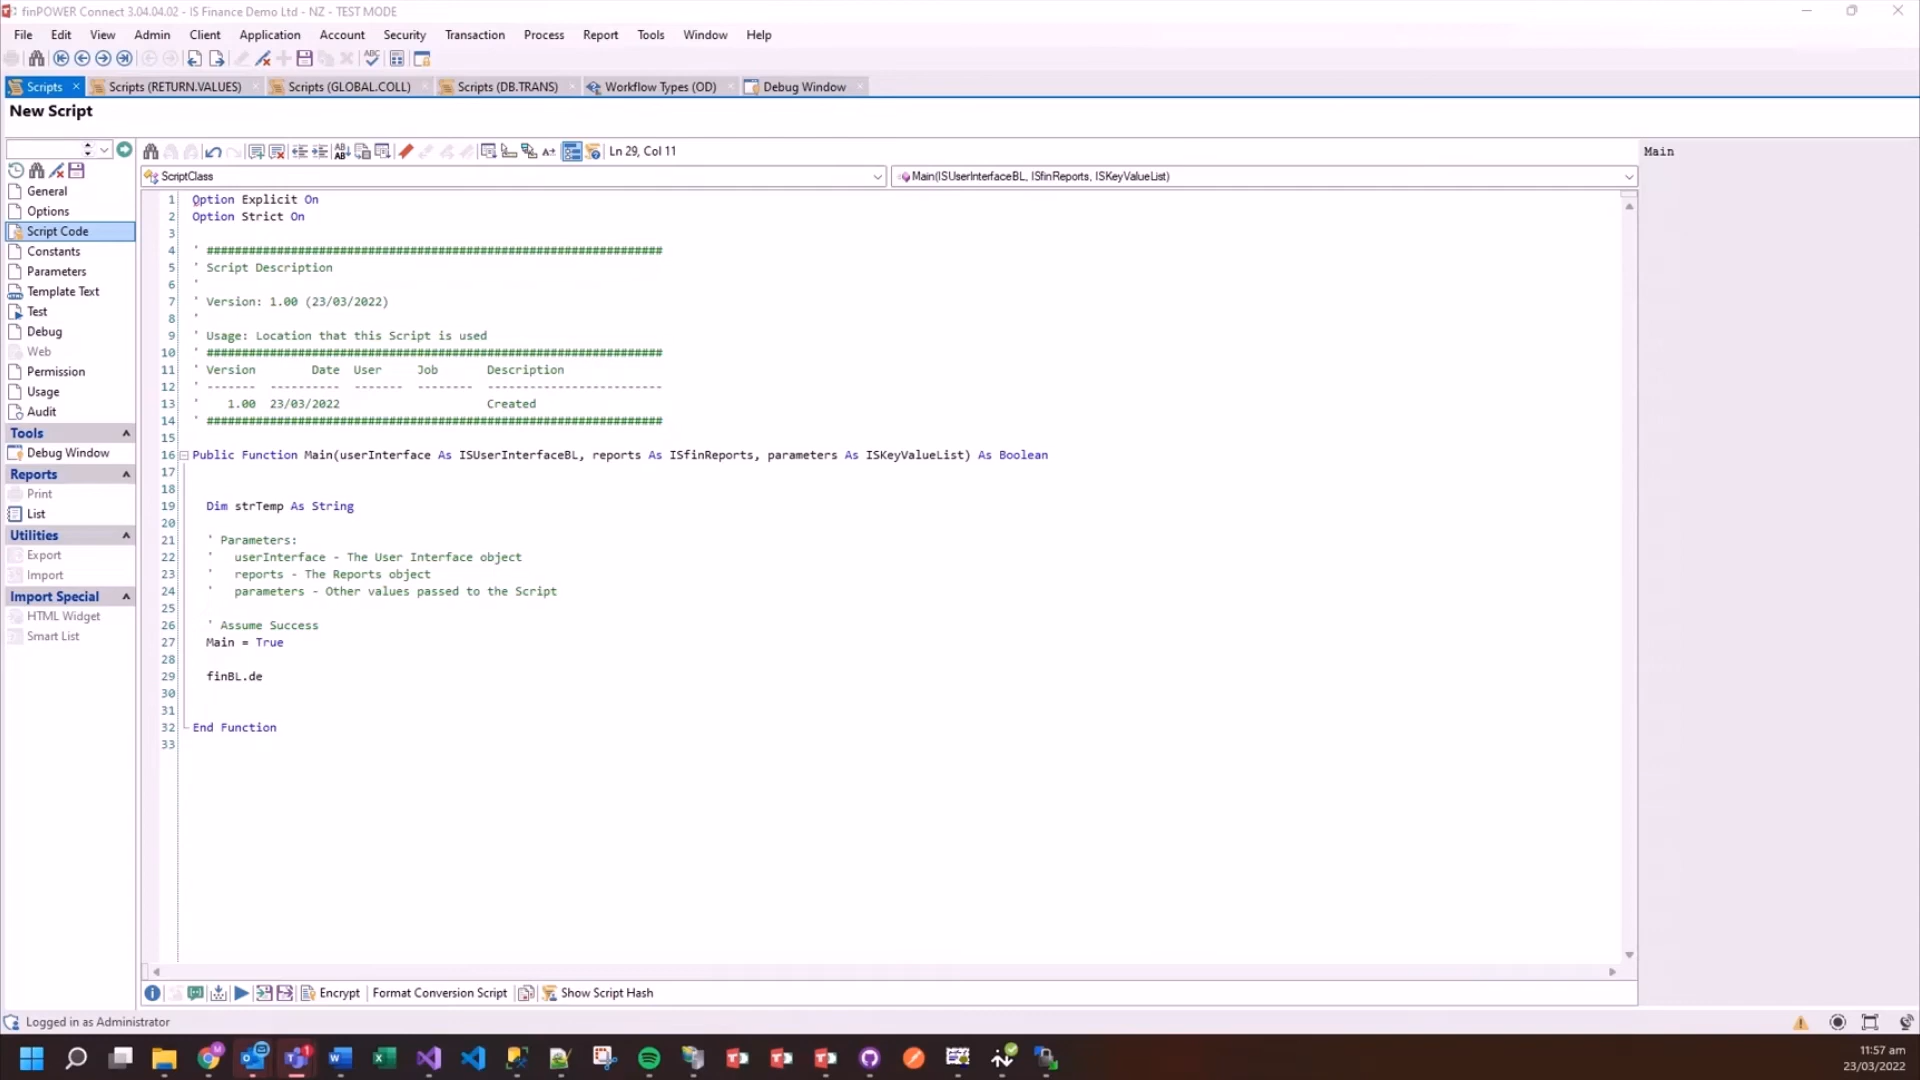 finPOWER Connect 3.04.04.02 - IS Finance Demo Ltd - NZ - TEST MODE
File Edit View Admin Client Application Account Security Transaction Process Report Tools Window Help
Scripts Scripts (RETURN.VALUES) Scripts (GLOBAL.COLL) Scripts (DB.TRANS) Workflow Types (OD) Debug Window
New Script
Ln 29, Col 11
Main
ScriptClass
Main(ISUserInterfaceBL, ISfinReports, ISKeyValueList)
General
Options
Script Code
Constants
Parameters
Template Text
Test
Debug
Web
Permission
Usage
Audit
Tools
Debug Window
Reports
Print
List
Utilities
Export
Import
Import Special
HTML Widget
Smart List
1 Option Explicit On
2 Option Strict On
3
4 ' #################################################################
5 ' Script Description
6 '
7 ' Version: 1.00 (23/03/2022)
8 '
9 ' Usage: Location that this Script is used
10 ' #################################################################
11 ' Version Date User Job Description
12 ' ------- ---------- ------- -------- -------------------------
13 ' 1.00 23/03/2022 Created
14 ' #################################################################
15
16 Public Function Main(userInterface As ISUserInterfaceBL, reports As ISfinReports, parameters As ISKeyValueList) As Boolean
17
18
19 Dim strTemp As String
20
21 ' Parameters:
22 ' userInterface - The User Interface object
23 ' reports - The Reports object
24 ' parameters - Other values passed to the Script
25
26 ' Assume Success
27 Main = True
28
29 finBL.de
30
31
32 End Function
33
Encrypt Format Conversion Script Show Script Hash
Logged in as Administrator
11:57 am
23/03/2022